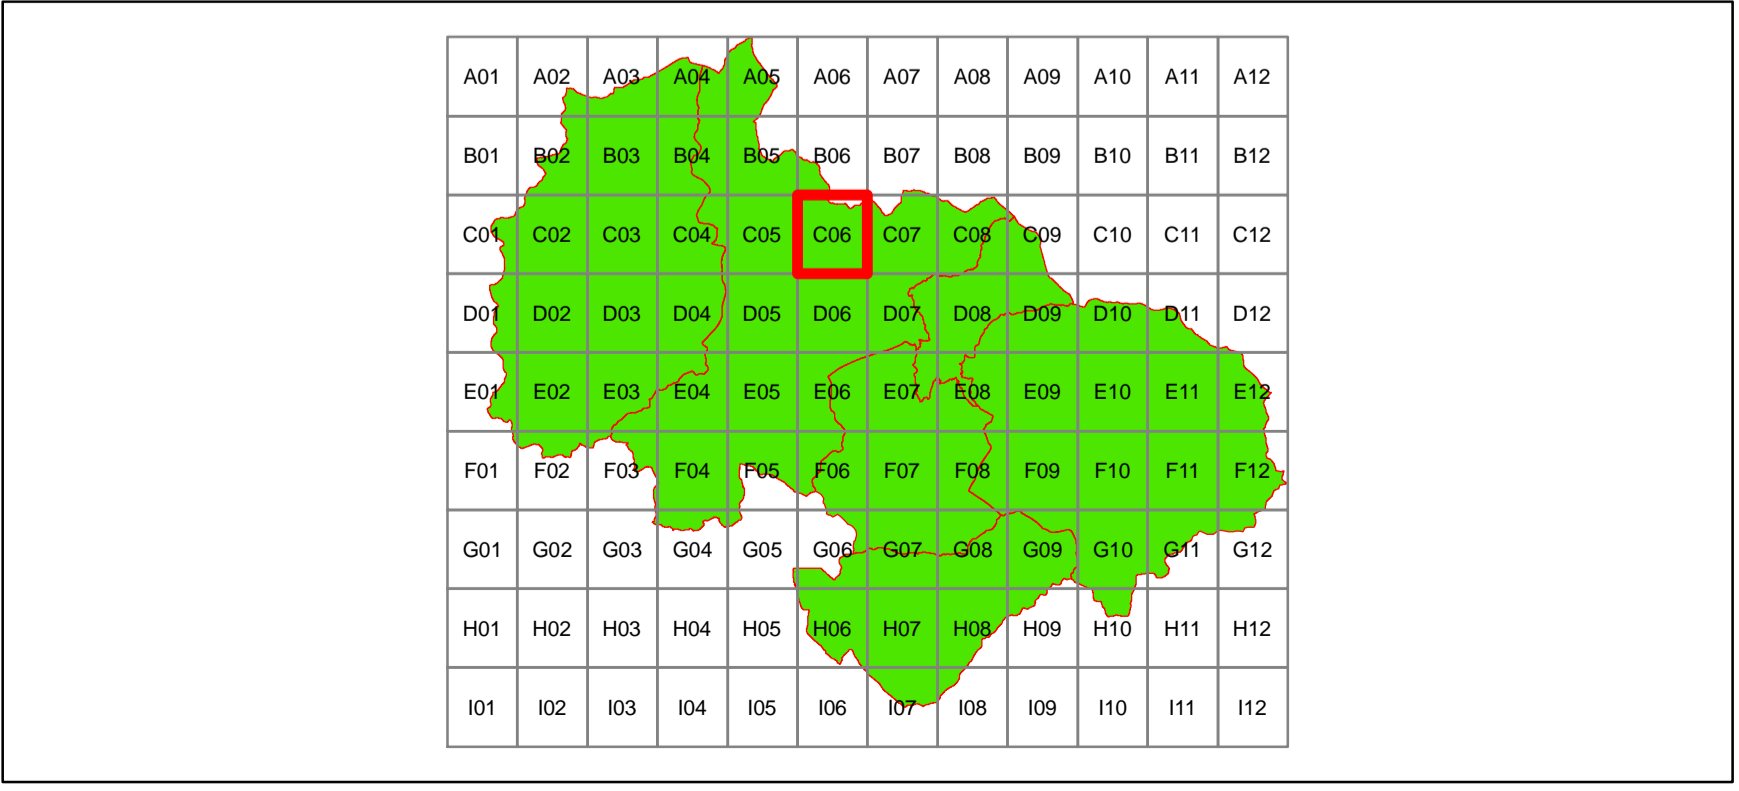 A01 A02 A03 A04 A05 A06 A07 A08 A09 A10 A11 A12
B01 B02 B03 B04 B05 B06 B07 B08 B09 B10 B11 B12
C01 C02 C03 C04 C05 C06 C07 C08 C09 C10 C11 C12
D01 D02 D03 D04 D05 D06 D07 D08 D09 D10 D11 D12
E01 E02 E03 E04 E05 E06 E07 E08 E09 E10 E11 E12
F01 F02 F03 F04 F05 F06 F07 F08 F09 F10 F11 F12
G01 G02 G03 G04 G05 G06 G07 G08 G09 G10 G11 G12
H01 H02 H03 H04 H05 H06 H07 H08 H09 H10 H11 H12
I01 I02 I03 I04 I05 I06 I07 I08 I09 I10 I11 I12